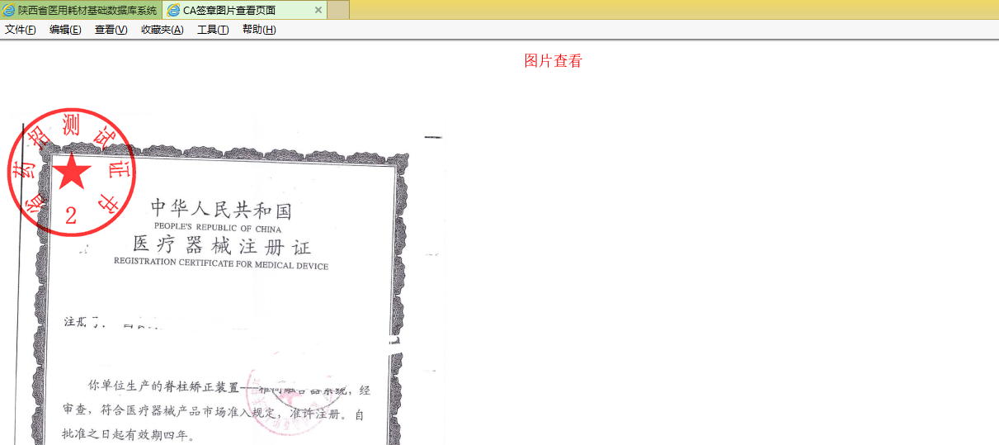 陕西省医用耗材基础数据库系统 CA签章图片查看页面
文件(F) 编辑(E) 查看(V) 收藏夹(A) 工具(T) 帮助(H)
图片查看
省药招测试证书
2
中华人民共和国
PEOPLE'S REPUBLIC OF CHINA
医疗器械注册证
REGISTRATION CERTIFICATE FOR MEDICAL DEVICE
注册号:
你单位生产的脊柱矫正装置——椎间融合器系统,经
审查,符合医疗器械产品市场准入规定,准许注册。自
批准之日起有效期四年。